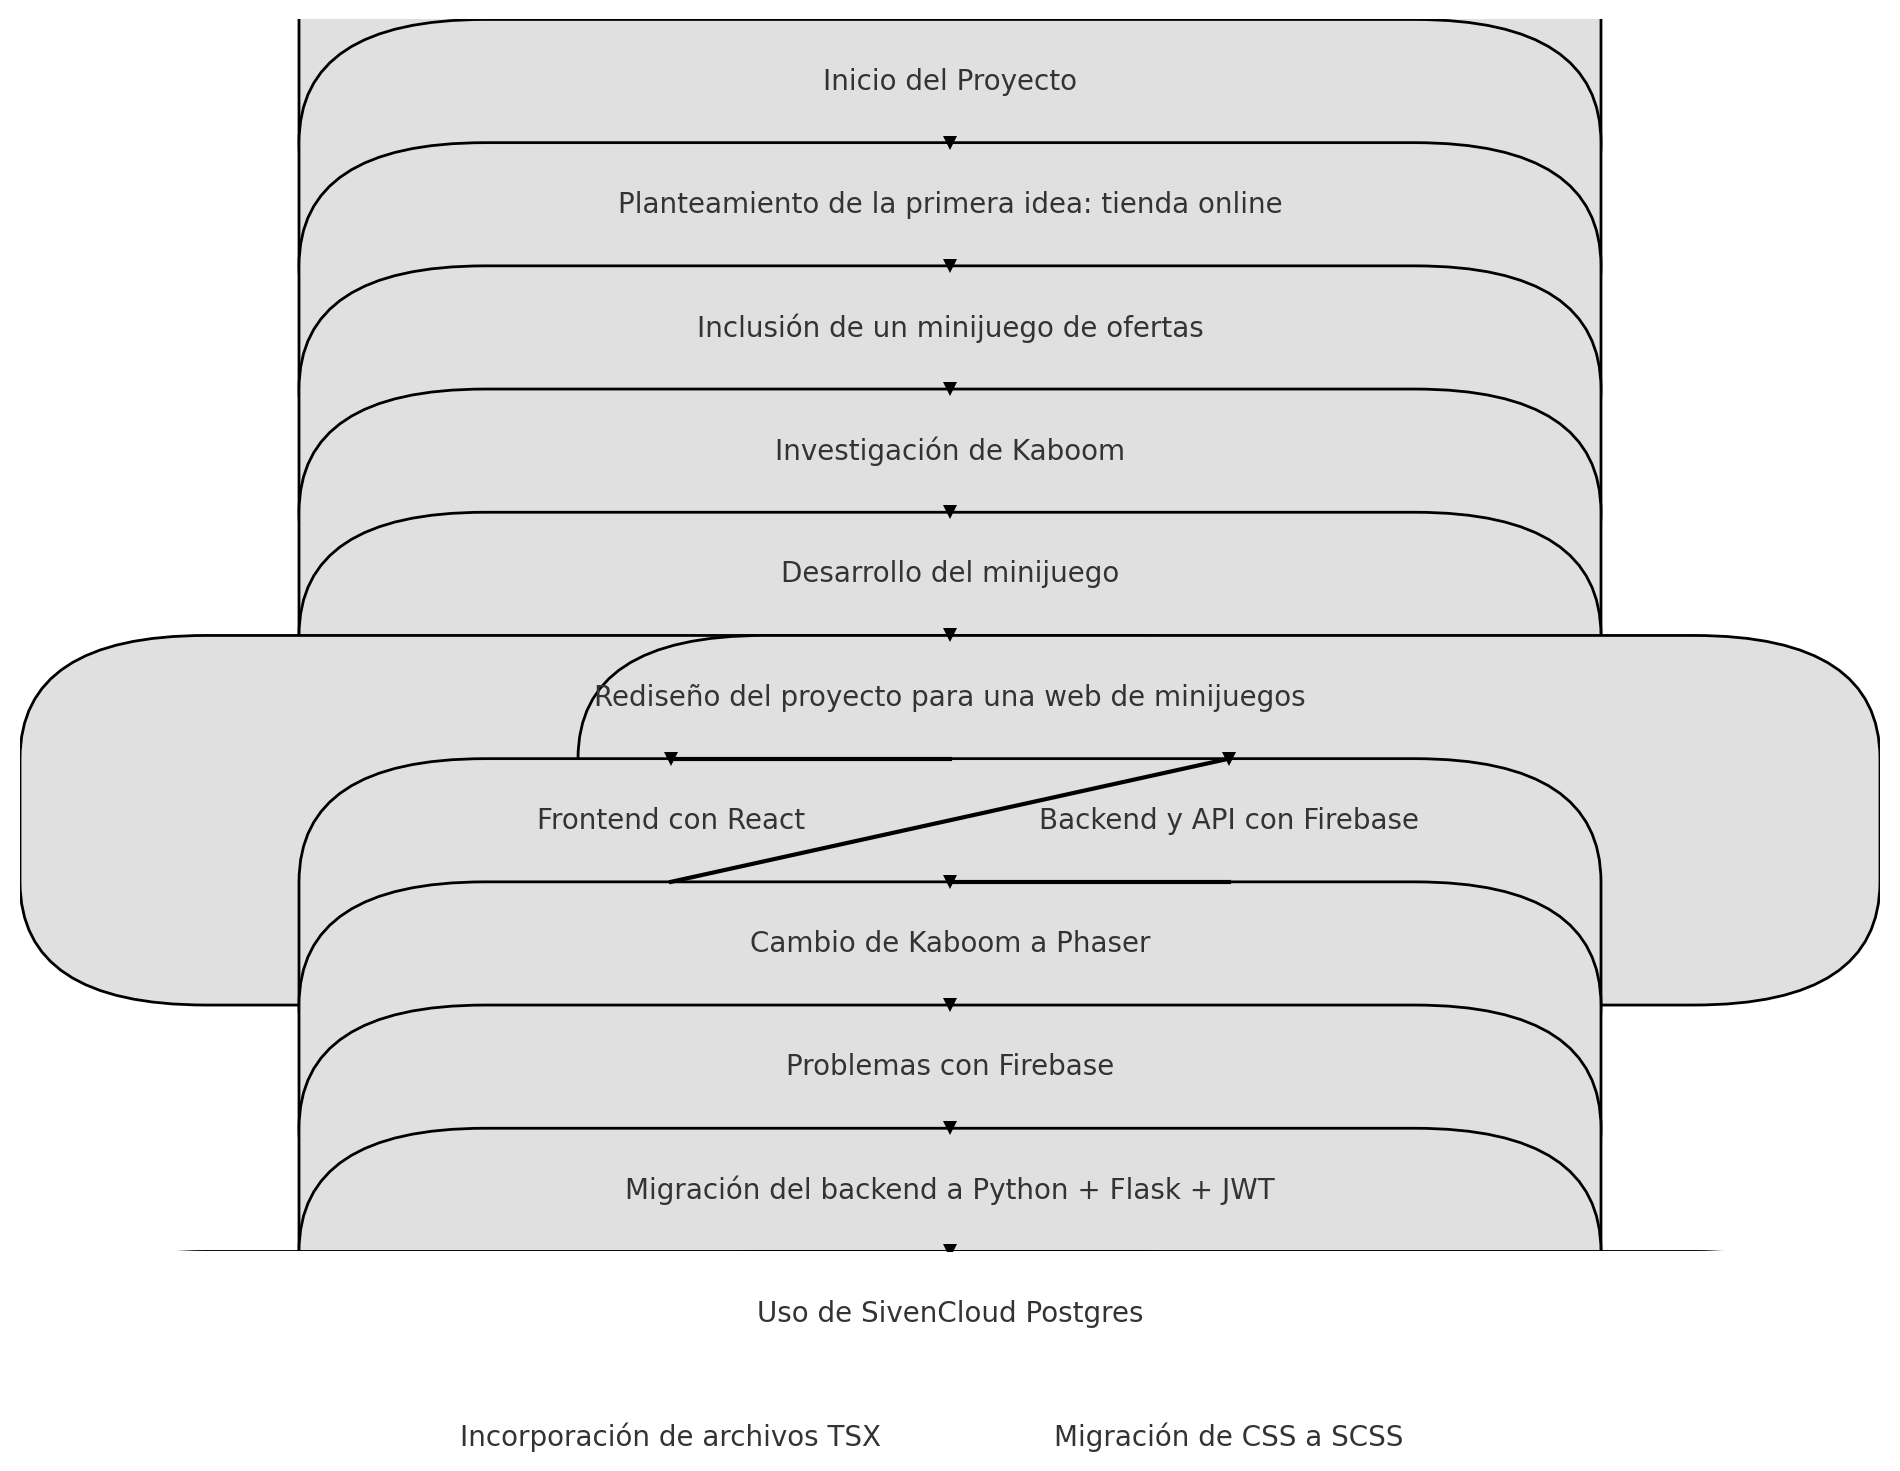 Inicio del Proyecto
Planteamiento de la primera idea: tienda online
Inclusión de un minijuego de ofertas
Investigación de Kaboom
Desarrollo del minijuego
Rediseño del proyecto para una web de minijuegos
Frontend con React
Backend y API con Firebase
Cambio de Kaboom a Phaser
Problemas con Firebase
Migración del backend a Python + Flask + JWT
Uso de SivenCloud Postgres
Incorporación de archivos TSX
Migración de CSS a SCSS